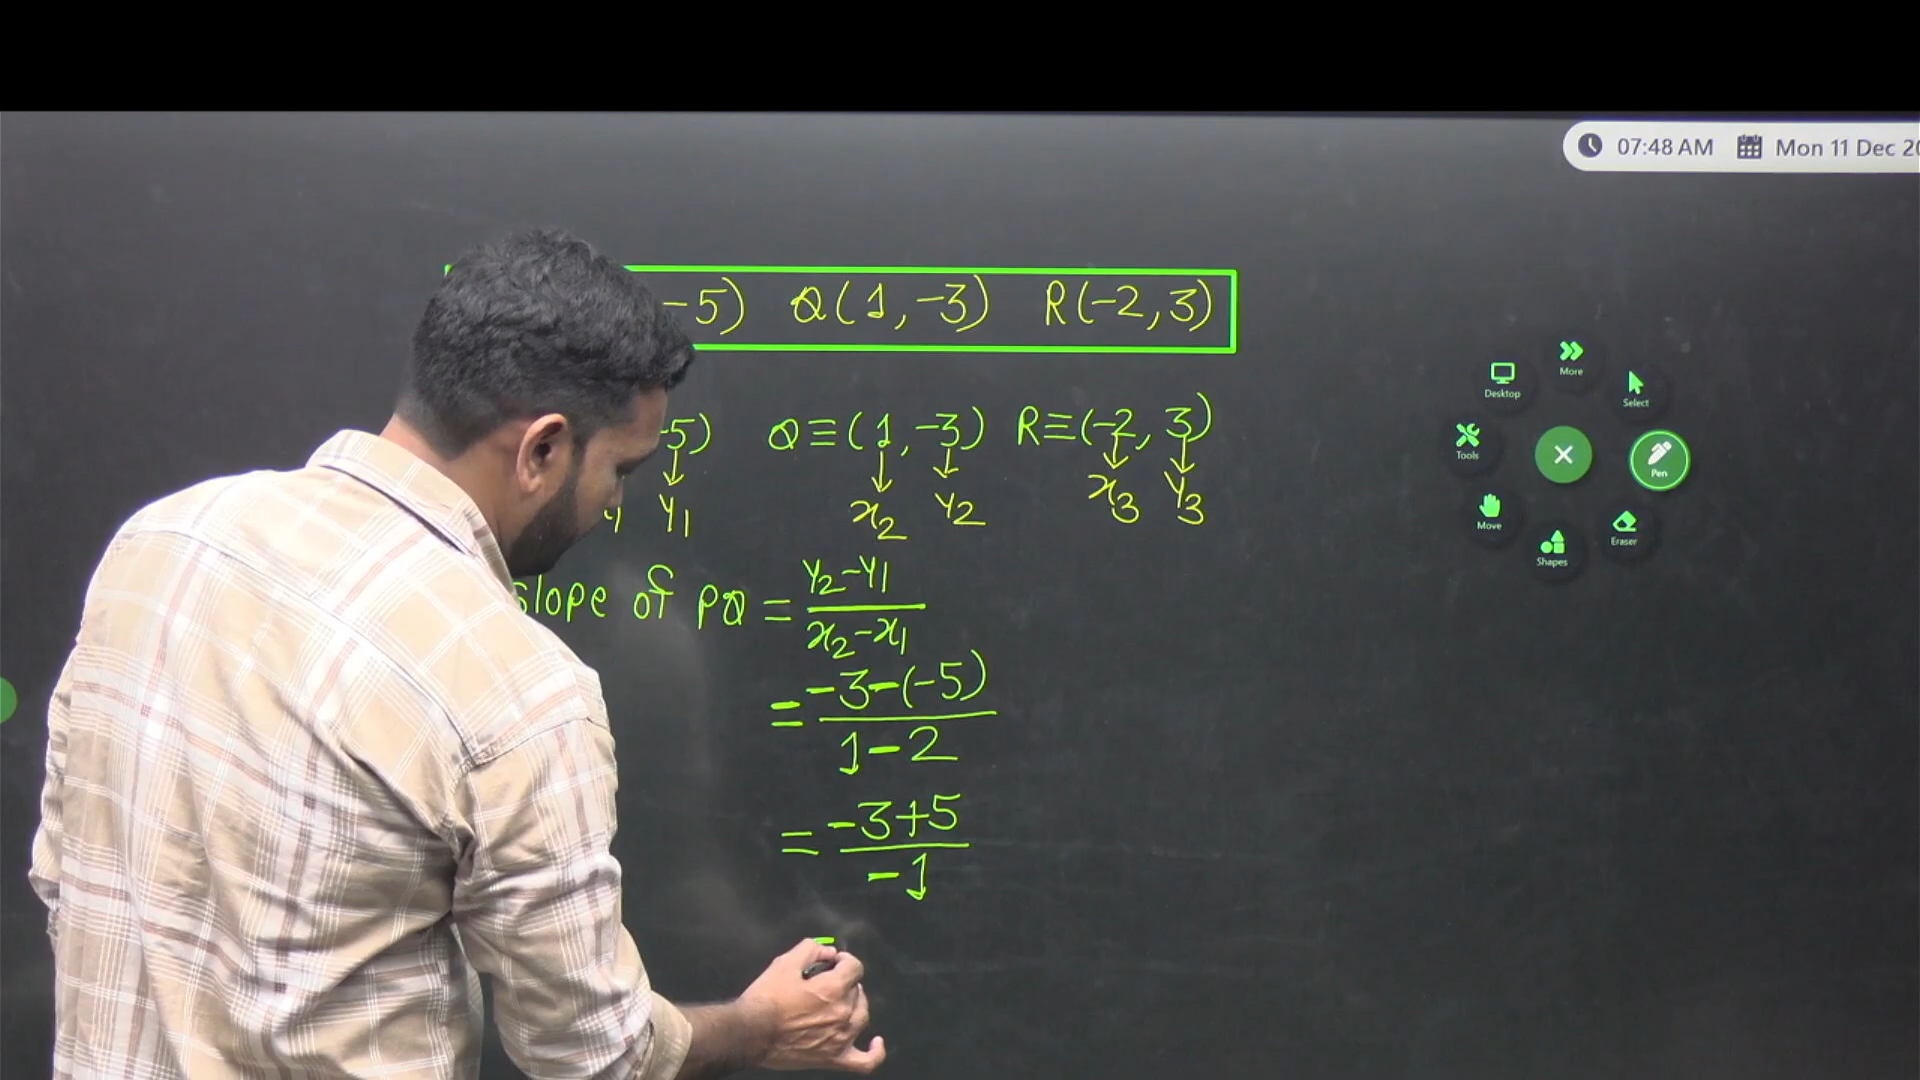 07:48 AM Mon 11 Dec 20
-5) Q(1,-3) R(-2,3)
-5) Q≡(1,-3) R≡(-2,3)
y1 x2 y2 x3 y3
slope of PQ = y2-y1
x2-x1
= -3-(-5)
1-2
= -3+5
-1
=
More
Desktop
Select
Tools
Pen
Move
Eraser
Shapes